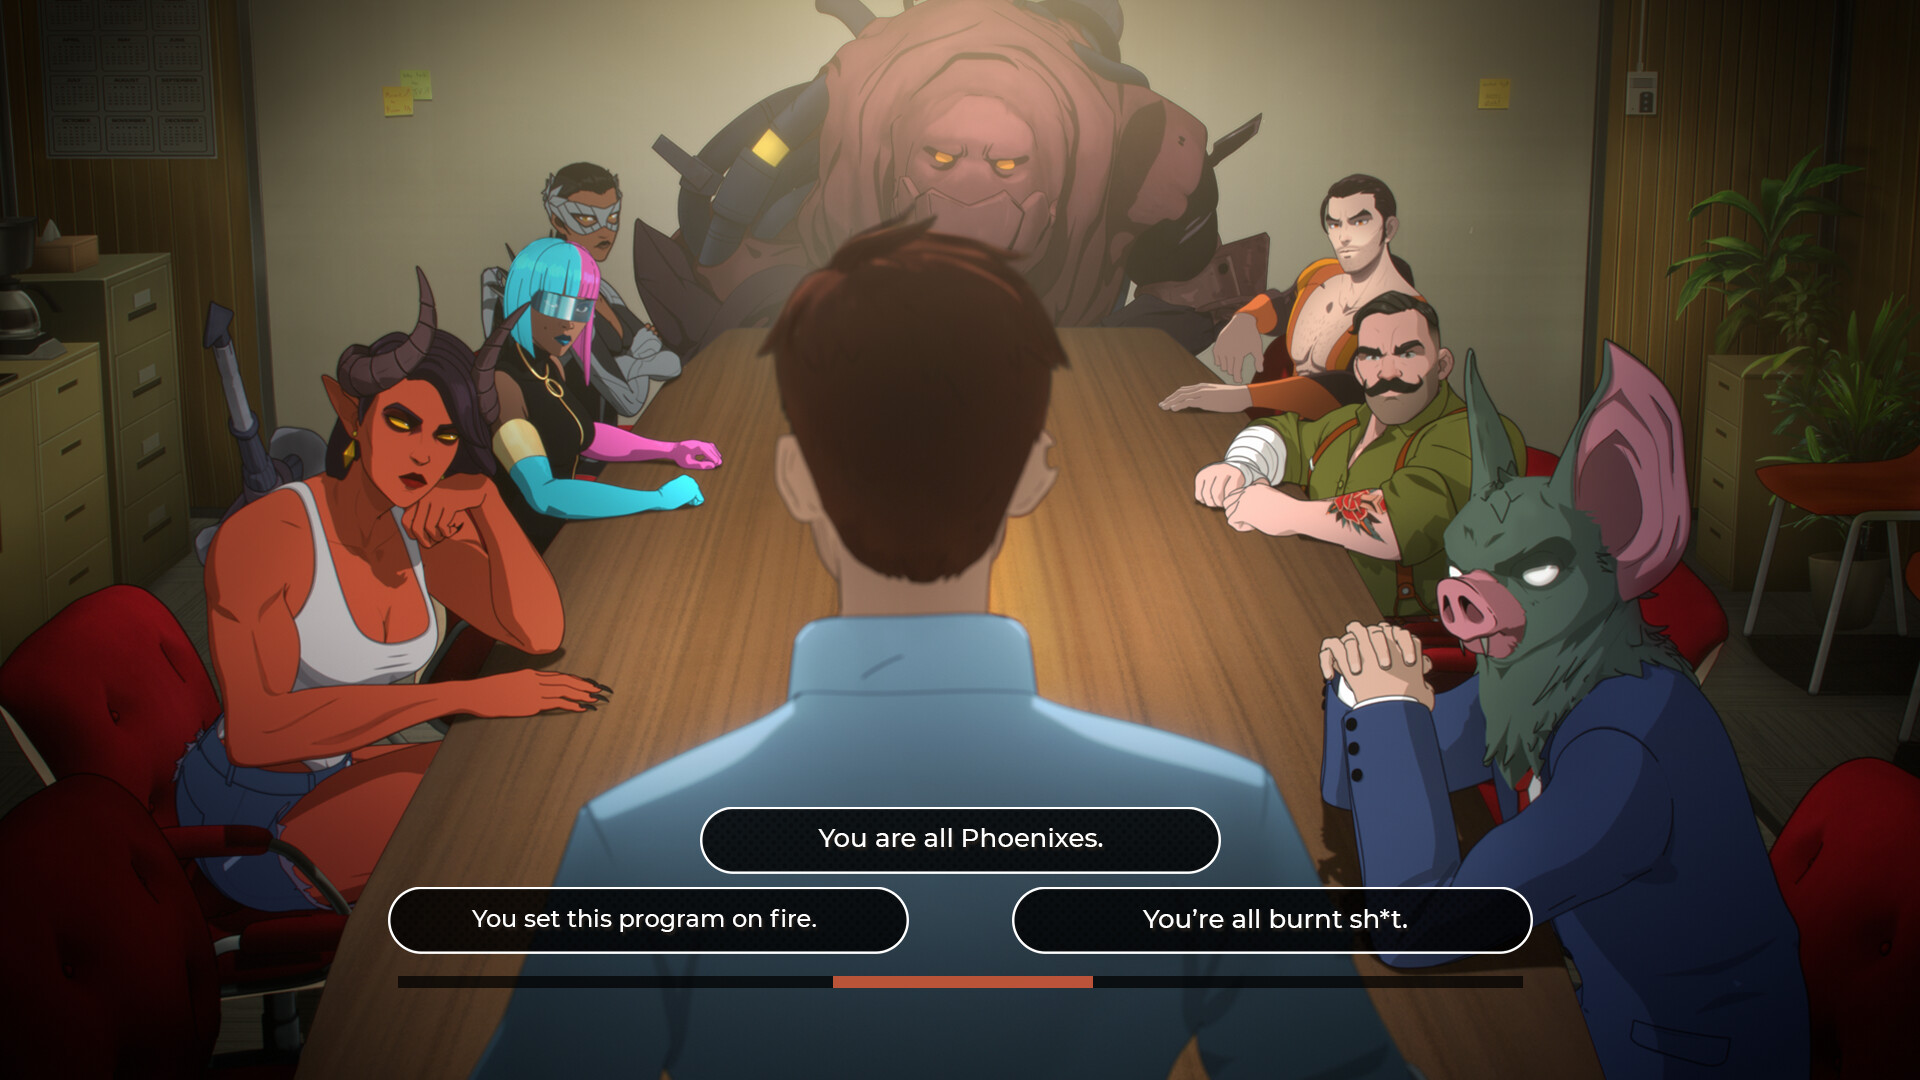 You are all Phoenixes.
You set this program on fire.
You’re all burnt sh*t.